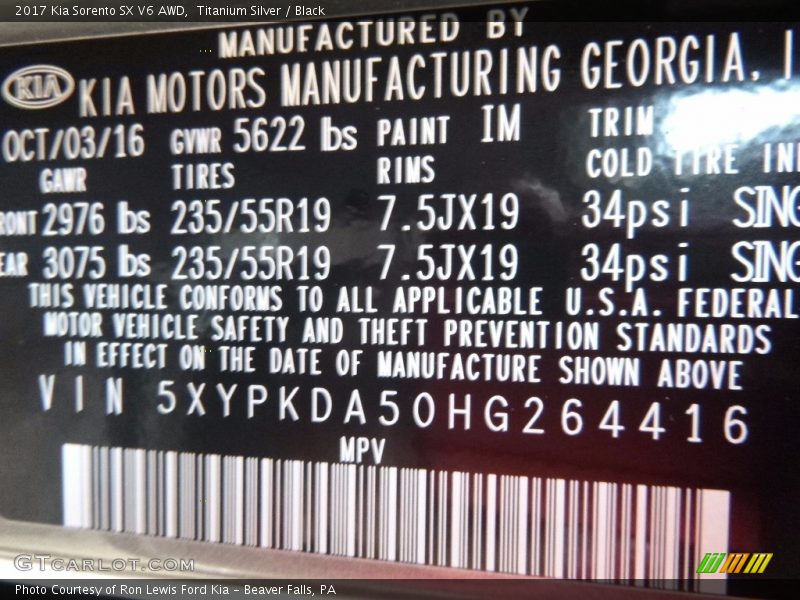 2017 Kia Sorento SX V6 AWD,  Titanium Silver / Black
MANUFACTURED BY
KIA KIA MOTORS MANUFACTURING GEORGIA,
OCT/03/16 GVWR 5622 lbs PAINT IM TRIM
GAWR TIRES RIMS COLD TIRE
2976 lbs 235/55R19 7.5JX19 34psi
3075 lbs 235/55R19 7.5JX19 34psi
THIS VEHICLE CONFORMS TO ALL APPLICABLE U.S.A. FEDERAL
MOTOR VEHICLE SAFETY AND THEFT PREVENTION STANDARDS
IN EFFECT ON THE DATE OF MANUFACTURE SHOWN ABOVE
VIN 5XYPKDA50HG264416
MPV
GTCARLOT.COM
Photo Courtesy of Ron Lewis Ford Kia – Beaver Falls, PA